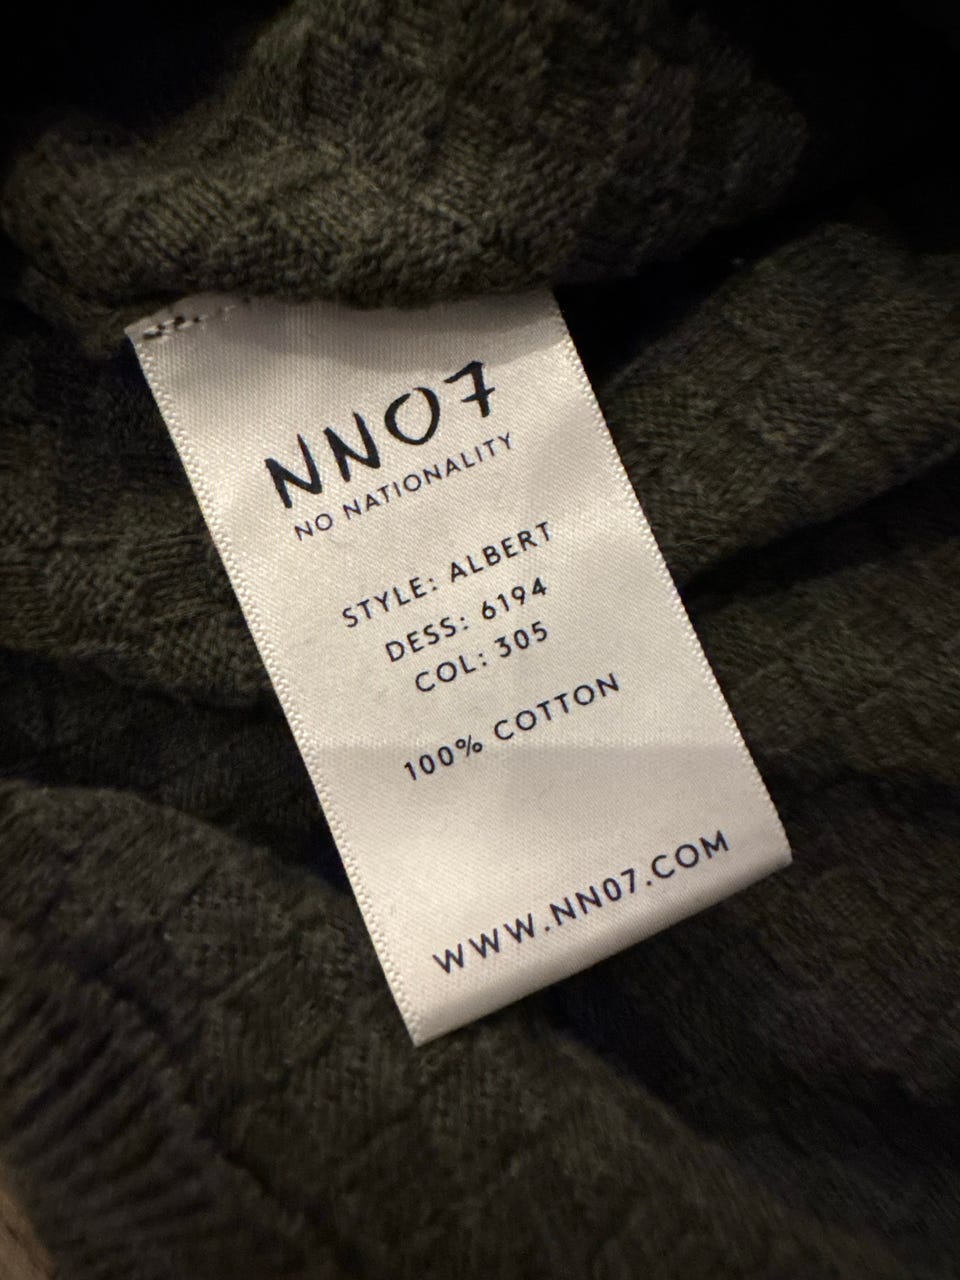 NN07
NO NATIONALITY
STYLE: ALBERT
DESS: 6194
COL: 305
100% COTTON
WWW.NN07.COM